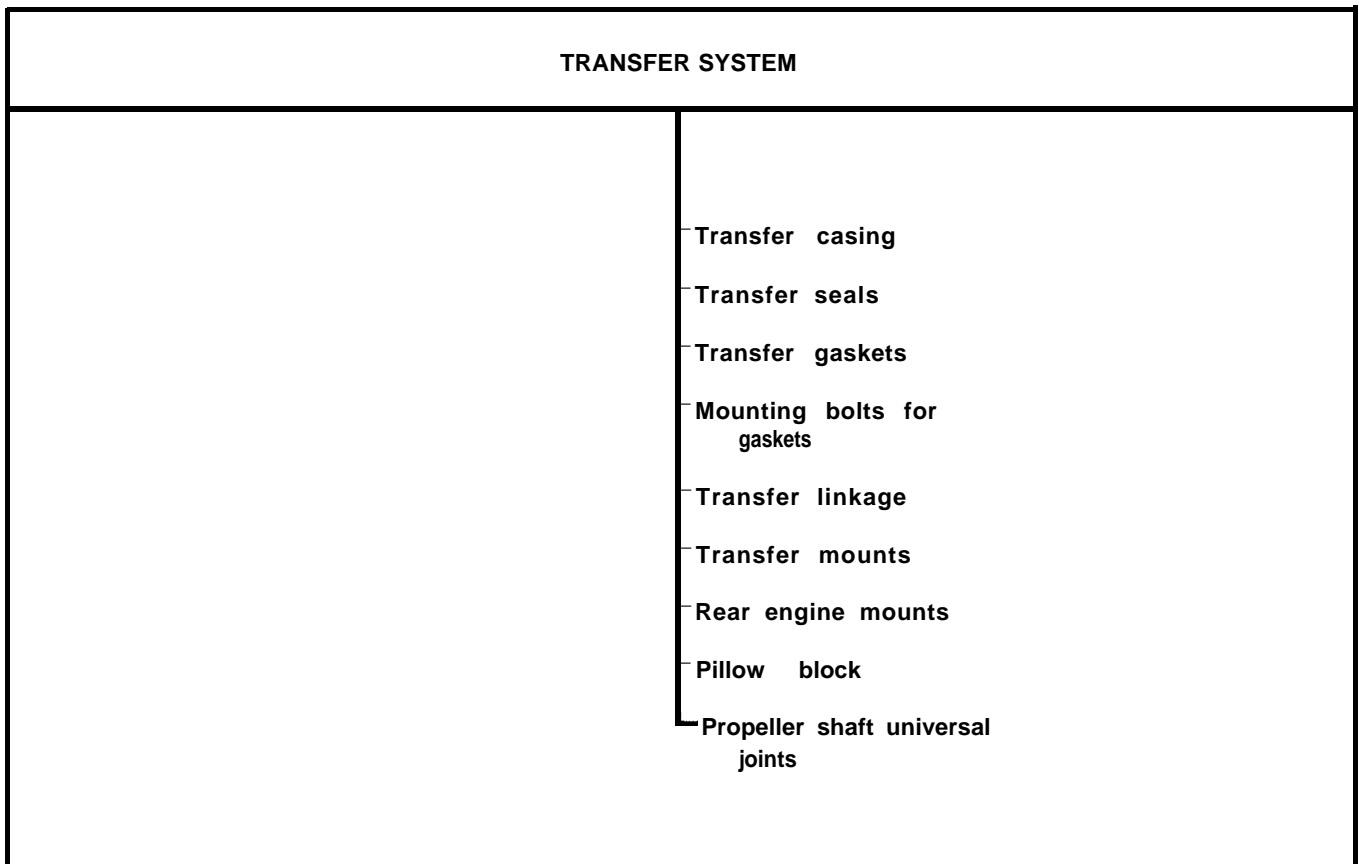 TRANSFER SYSTEM
Transfer casing
Transfer seals
Transfer gaskets
Mounting bolts for
gaskets
Transfer linkage
Transfer mounts
Rear engine mounts
Pillow block
Propeller shaft universal
joints